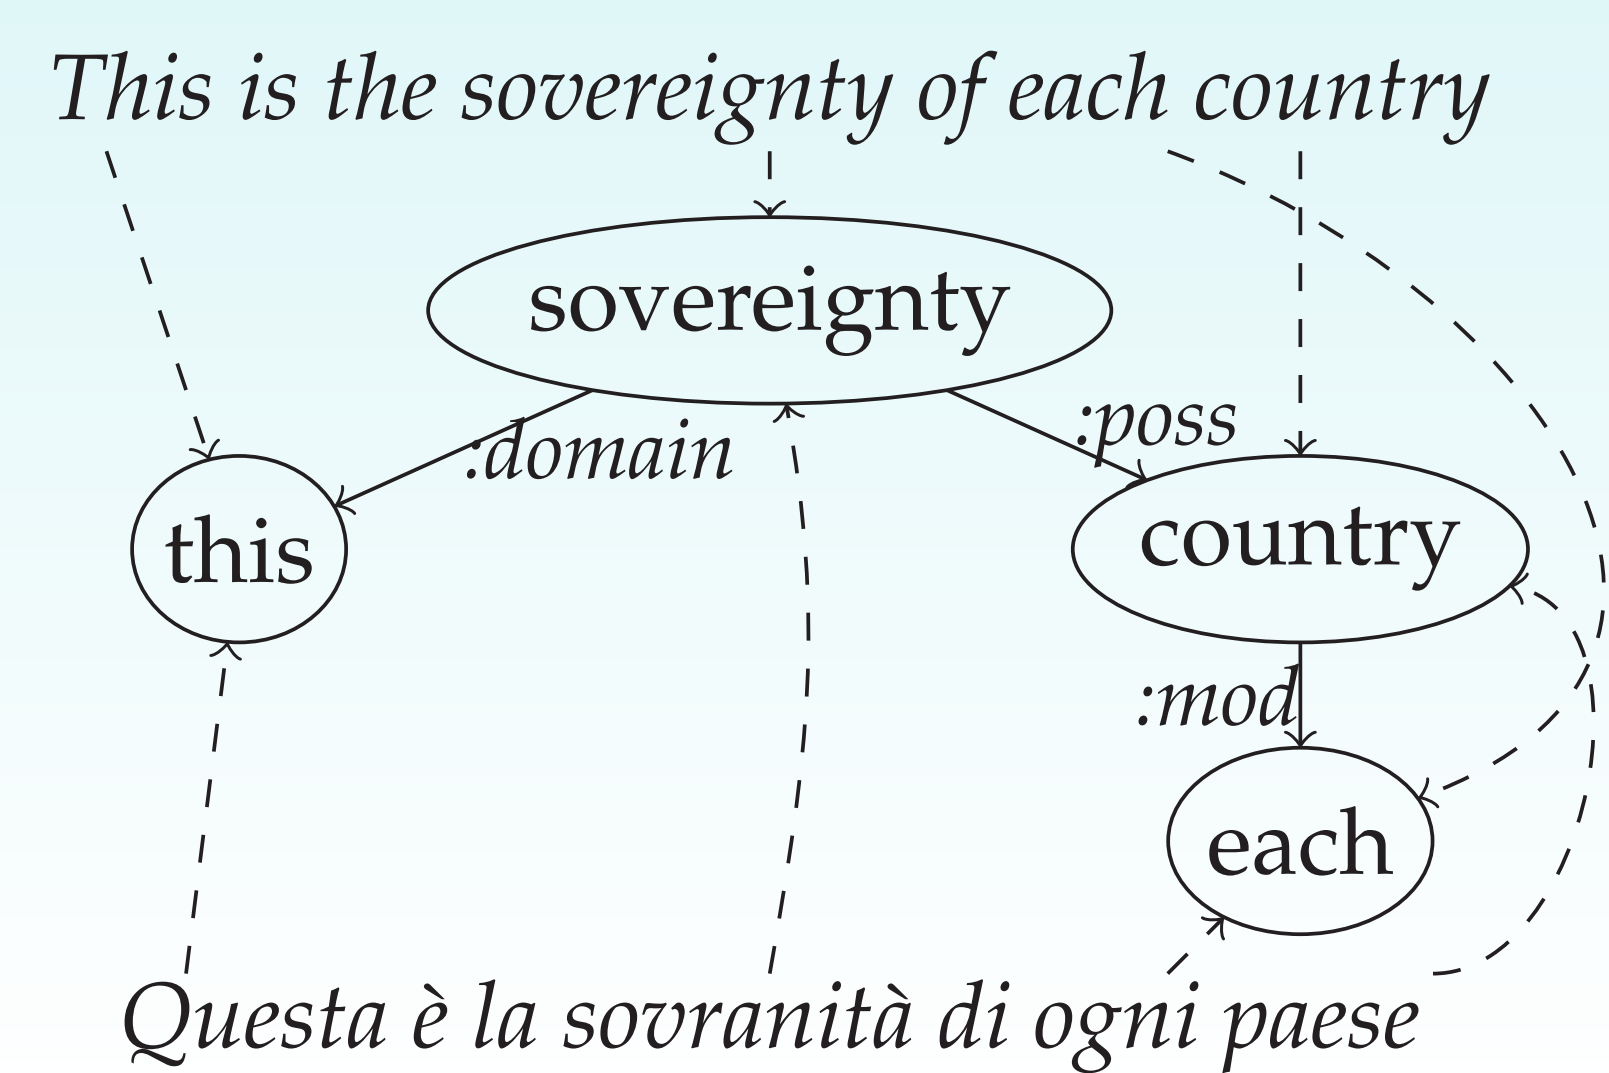 This is the sovereignty of each country
sovereignty
:domain
:poss
this
country
:mod
each
Questa è la sovranità di ogni paese